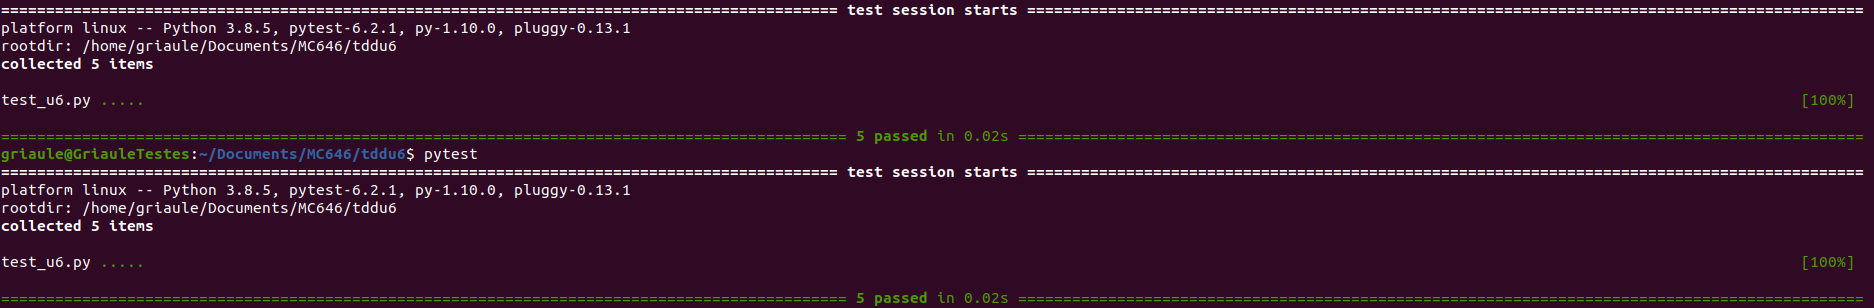 ============================================================================================= test session starts =============================================================================================
platform linux -- Python 3.8.5, pytest-6.2.1, py-1.10.0, pluggy-0.13.1
rootdir: /home/griaule/Documents/MC646/tddu6
collected 5 items
test_u6.py ..... [100%]
============================================================================================== 5 passed in 0.02s ==============================================================================================
griaule@GriauleTestes:~/Documents/MC646/tddu6$ pytest
============================================================================================= test session starts =============================================================================================
platform linux -- Python 3.8.5, pytest-6.2.1, py-1.10.0, pluggy-0.13.1
rootdir: /home/griaule/Documents/MC646/tddu6
collected 5 items
test_u6.py ..... [100%]
============================================================================================== 5 passed in 0.02s ==============================================================================================